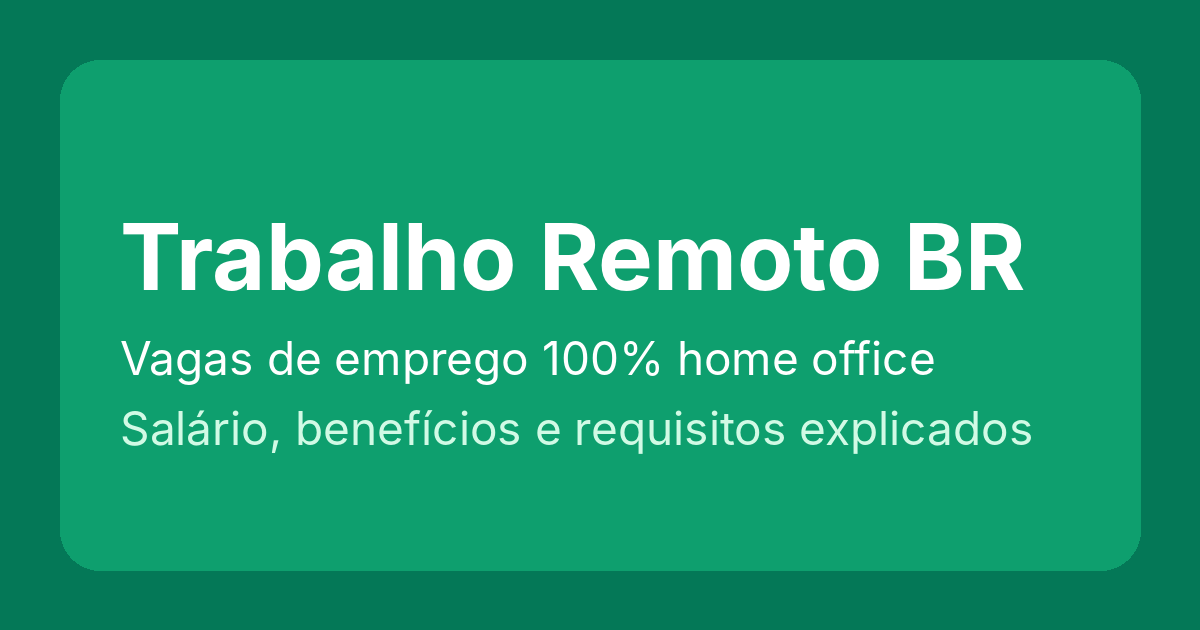 Trabalho Remoto BR
Vagas de emprego 100% home office
Salário, benefícios e requisitos explicados